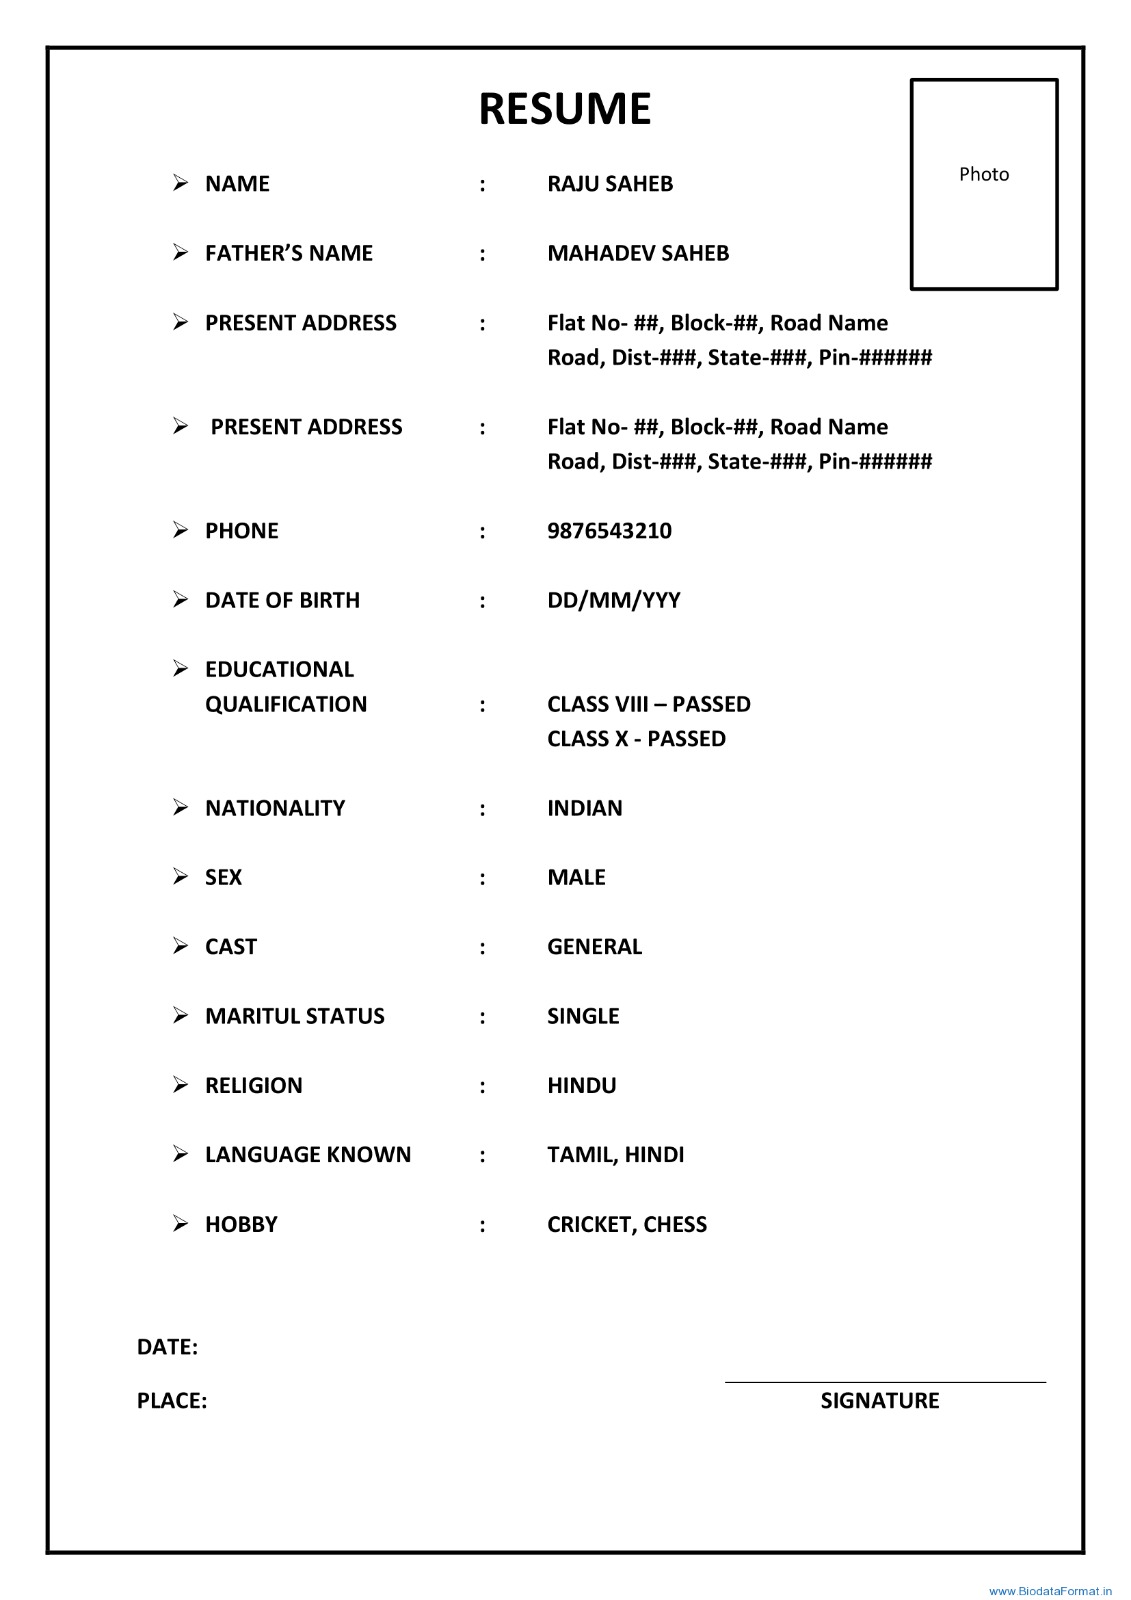 RESUME
Photo
➢ NAME : RAJU SAHEB
➢ FATHER’S NAME : MAHADEV SAHEB
➢ PRESENT ADDRESS : Flat No- ##, Block-##, Road Name
Road, Dist-###, State-###, Pin-######
➢ PRESENT ADDRESS : Flat No- ##, Block-##, Road Name
Road, Dist-###, State-###, Pin-######
➢ PHONE : 9876543210
➢ DATE OF BIRTH : DD/MM/YYY
➢ EDUCATIONAL
QUALIFICATION : CLASS VIII – PASSED
CLASS X - PASSED
➢ NATIONALITY : INDIAN
➢ SEX : MALE
➢ CAST : GENERAL
➢ MARITUL STATUS : SINGLE
➢ RELIGION : HINDU
➢ LANGUAGE KNOWN : TAMIL, HINDI
➢ HOBBY : CRICKET, CHESS
DATE:
PLACE: SIGNATURE
www.BiodataFormat.in